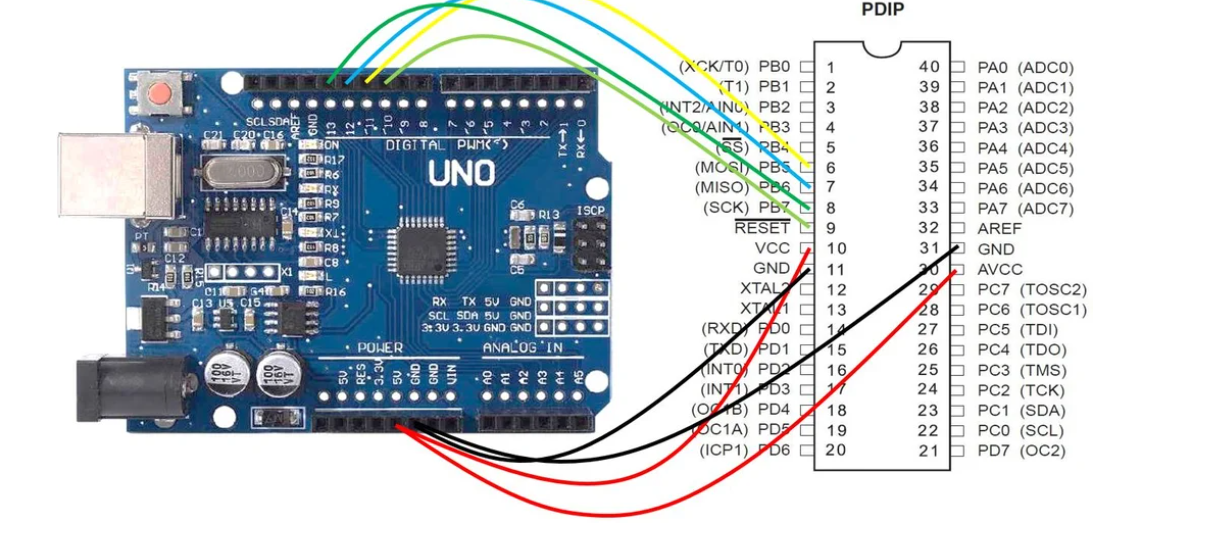 PDIP
(XCK/T0) PB0 1 40 PA0 (ADC0)
(T1) PB1 2 39 PA1 (ADC1)
(INT2/AIN0) PB2 3 38 PA2 (ADC2)
(OC0/AIN1) PB3 4 37 PA3 (ADC3)
(SS) PB4 5 36 PA4 (ADC4)
(MOSI) PB5 6 35 PA5 (ADC5)
(MISO) PB6 7 34 PA6 (ADC6)
(SCK) PB7 8 33 PA7 (ADC7)
RESET 9 32 AREF
VCC 10 31 GND
GND 11 30 AVCC
XTAL2 12 29 PC7 (TOSC2)
XTAL1 13 28 PC6 (TOSC1)
(RXD) PD0 14 27 PC5 (TDI)
(TXD) PD1 15 26 PC4 (TDO)
(INT0) PD2 16 25 PC3 (TMS)
(INT1) PD3 17 24 PC2 (TCK)
(OC1B) PD4 18 23 PC1 (SDA)
(OC1A) PD5 19 22 PC0 (SCL)
(ICP1) PD6 20 21 PD7 (OC2)
SCL SDA AREF GND 13 12 11 10 9 8 7 6 5 4 3 2 TX→1 RX←0
C21 C20 C16 ON
DIGITAL PWM(~)
R17
R6
UNO
RX
R9
R7
C14
TX
R8
C8
L
R16
C6 R13 ISCP
C5
C12
X1
R14
C13 C15
RX TX 5V GND
SCL SDA 5V GND
3.3V 3.3V GND GND
POWER ANALOG IN
5V RES 3.3V 5V GND GND VIN A0 A1 A2 A3 A4 A5
100 16V VT
100 16V VT